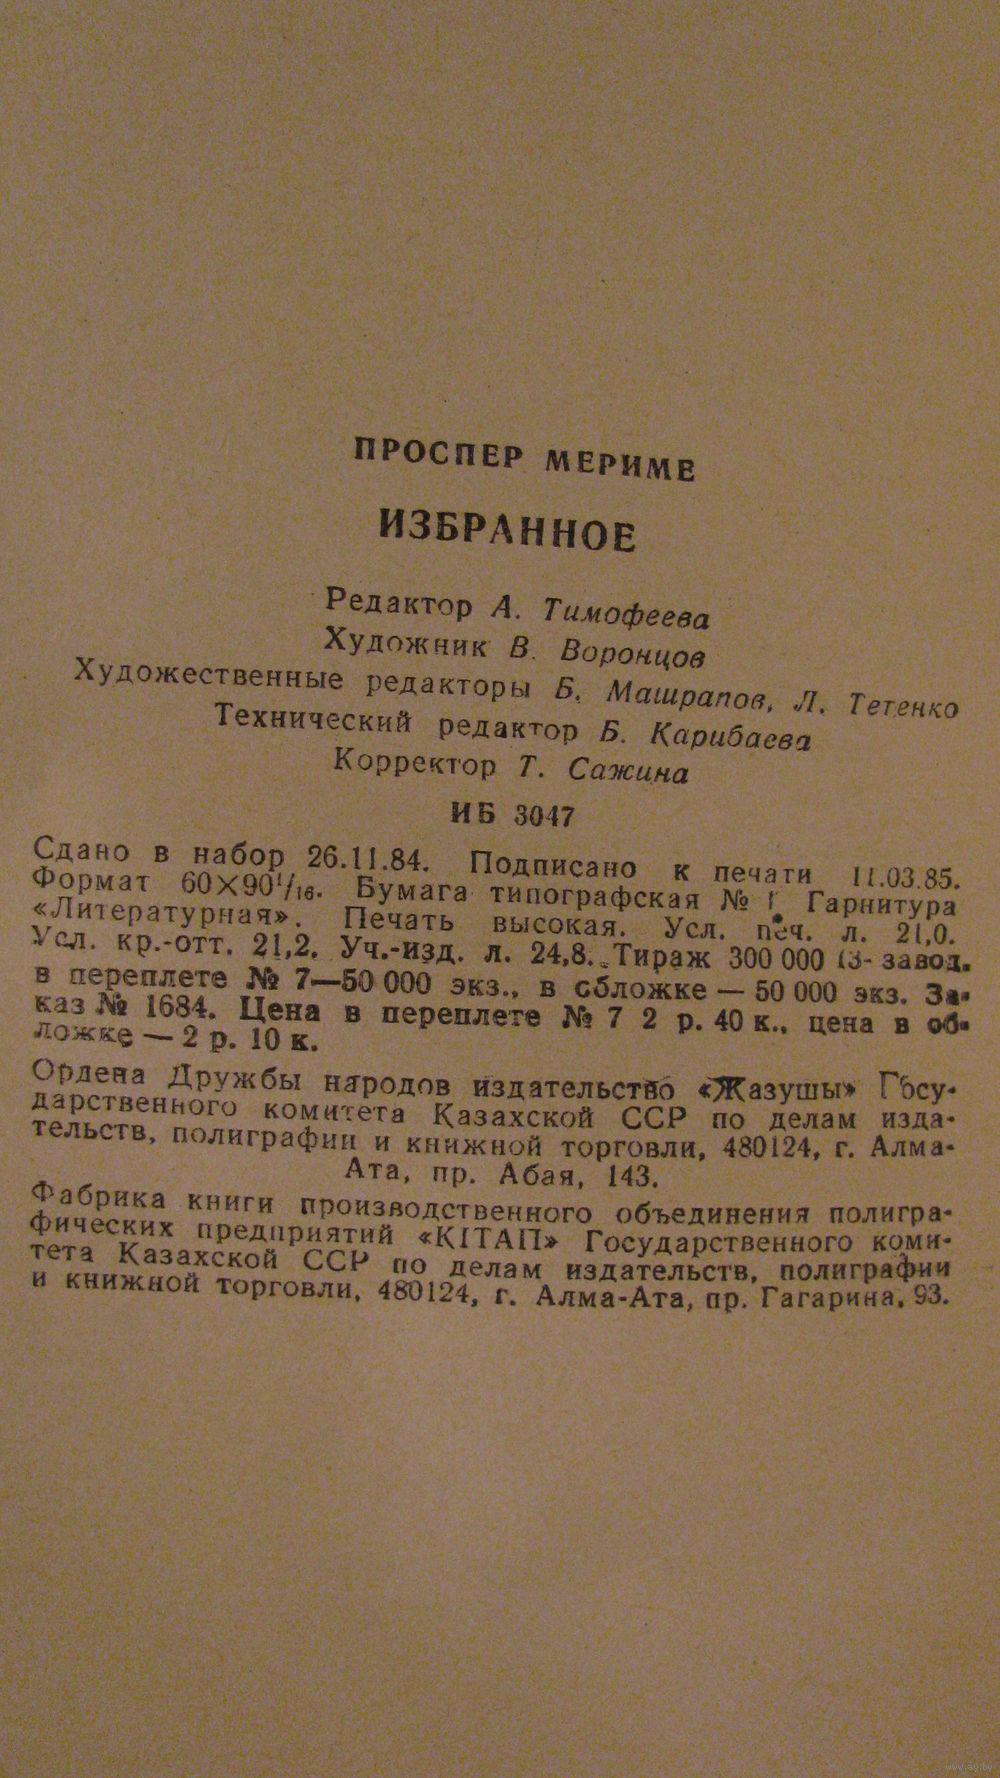 ПРОСПЕР МЕРИМЕ
ИЗБРАННОЕ
Редактор А. Тимофеева
Художник В. Воронцов
Художественные редакторы Б. Машрапов, Л. Тетенко
Технический редактор Б. Карибаева
Корректор Т. Сажина
ИБ 3047
Сдано в набор 26.11.84. Подписано к печати 11.03.85.
Формат 60×90¹/₁₆. Бумага типографская № 1. Гарнитура
«Литературная». Печать высокая. Усл. печ. л. 21,0.
Усл. кр.-отт. 21,2. Уч.-изд. л. 24,8. Тираж 300 000 (3- завод.
в переплете № 7—50 000 экз., в обложке — 50 000 экз. За-
каз № 1684. Цена в переплете № 7 2 р. 40 к., цена в об-
ложке — 2 р. 10 к.
Ордена Дружбы народов издательство «Жазушы» Госу-
дарственного комитета Казахской ССР по делам изда-
тельств, полиграфии и книжной торговли, 480124, г. Алма-
Ата, пр. Абая, 143.
Фабрика книги производственного объединения полигра-
фических предприятий «КІТАП» Государственного коми-
тета Казахской ССР по делам издательств, полиграфии
и книжной торговли, 480124, г. Алма-Ата, пр. Гагарина, 93.
www.ay.by